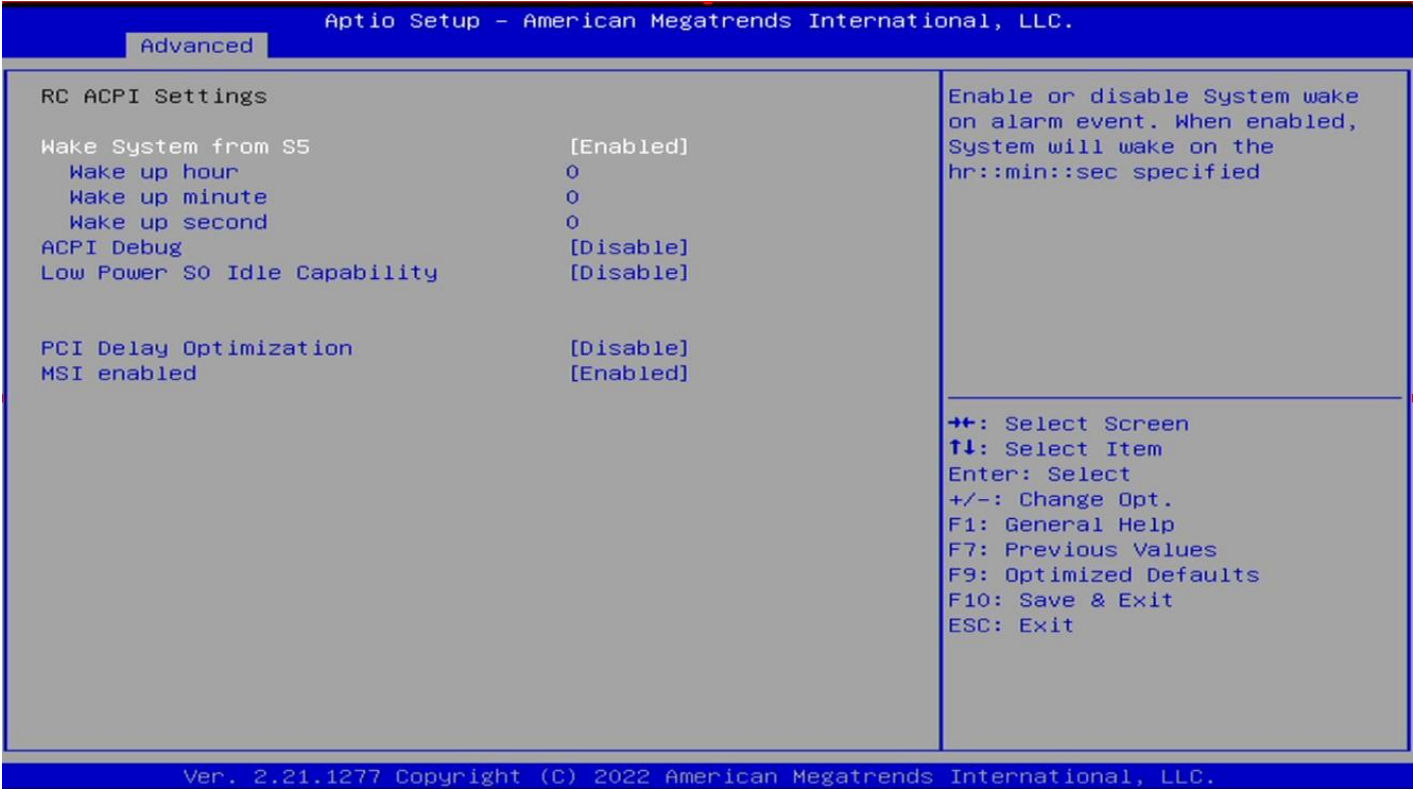 Aptio Setup – American Megatrends International, LLC.
Advanced
RC ACPI Settings
Wake System from S5 [Enabled]
Wake up hour 0
Wake up minute 0
Wake up second 0
ACPI Debug [Disable]
Low Power S0 Idle Capability [Disable]
PCI Delay Optimization [Disable]
MSI enabled [Enabled]
Enable or disable System wake
on alarm event. When enabled,
System will wake on the
hr::min::sec specified
→←: Select Screen
↑↓: Select Item
Enter: Select
+/-: Change Opt.
F1: General Help
F7: Previous Values
F9: Optimized Defaults
F10: Save & Exit
ESC: Exit
Ver. 2.21.1277 Copyright (C) 2022 American Megatrends International, LLC.